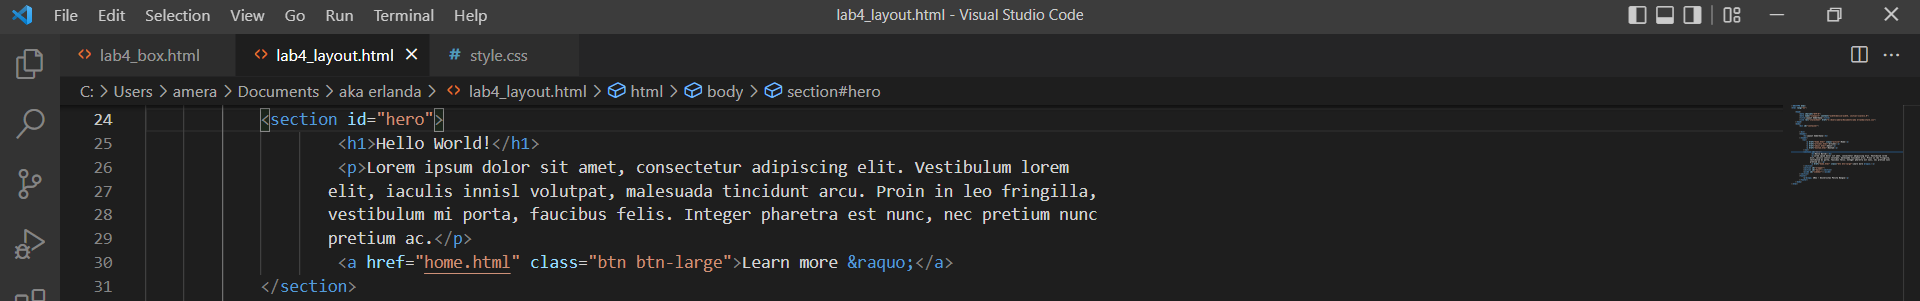 File Edit Selection View Go Run Terminal Help lab4_layout.html - Visual Studio Code
lab4_box.html lab4_layout.html style.css
C: > Users > amera > Documents > aka erlanda > lab4_layout.html > html > body > section#hero
24 <section id="hero">
25 <h1>Hello World!</h1>
26 <p>Lorem ipsum dolor sit amet, consectetur adipiscing elit. Vestibulum lorem
27 elit, iaculis innisl volutpat, malesuada tincidunt arcu. Proin in leo fringilla,
28 vestibulum mi porta, faucibus felis. Integer pharetra est nunc, nec pretium nunc
29 pretium ac.</p>
30 <a href="home.html" class="btn btn-large">Learn more &raquo;</a>
31 </section>